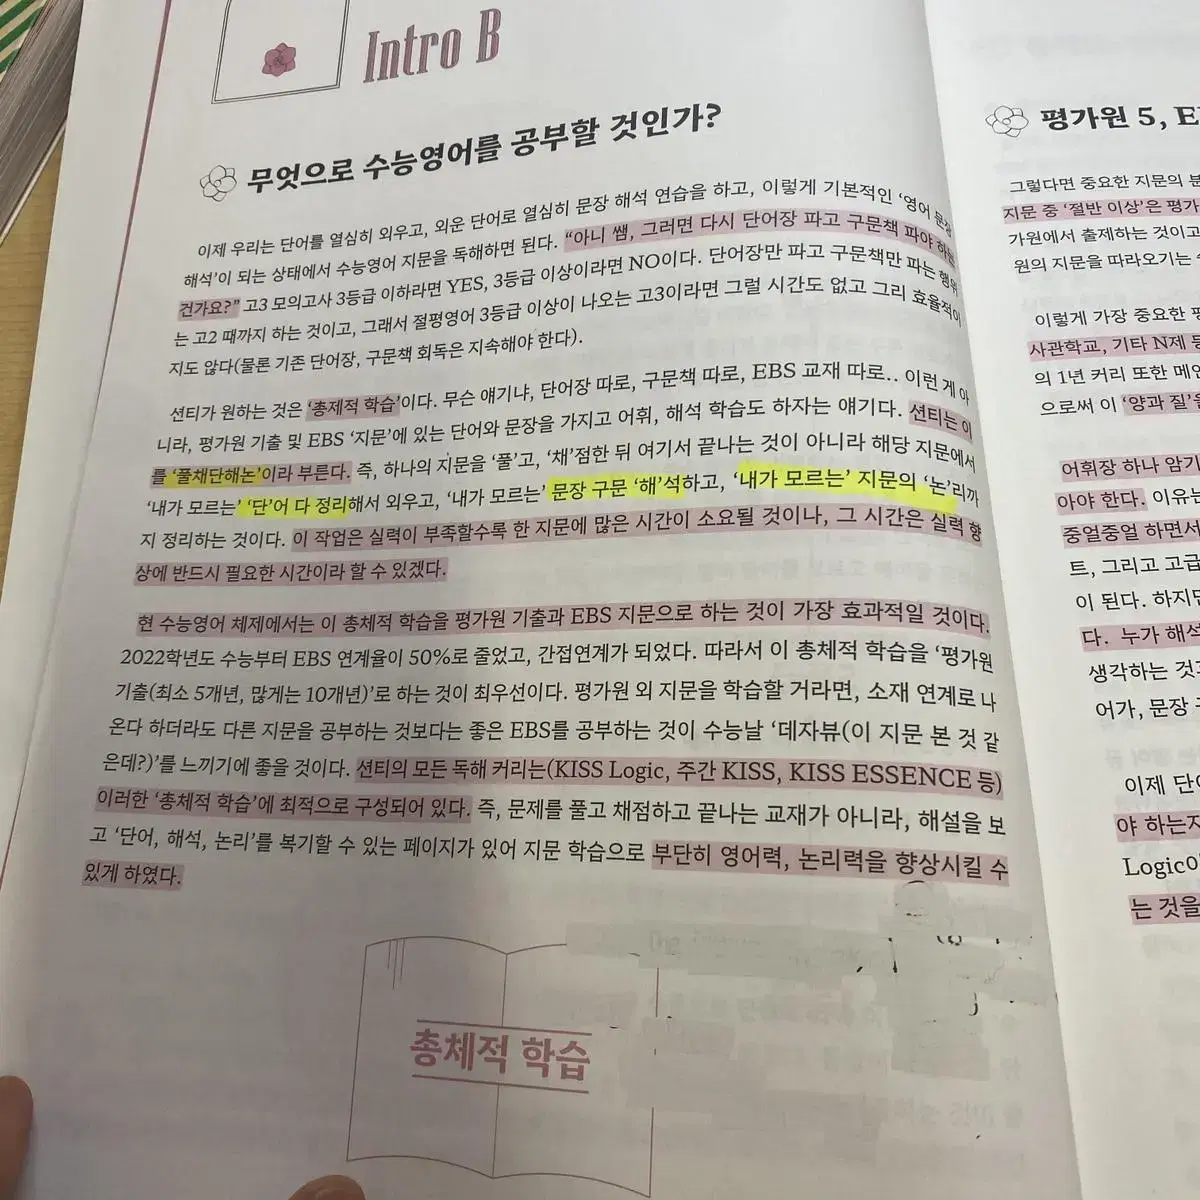 Intro B
무엇으로 수능영어를 공부할 것인가?
이제 우리는 단어를 열심히 외우고, 외운 단어로 열심히 문장 해석 연습을 하고, 이렇게 기본적인 ‘영어 문장
해석’이 되는 상태에서 수능영어 지문을 독해하면 된다. “아니 쌤, 그러면 다시 단어장 파고 구문책 파야 하는
건가요?” 고3 모의고사 3등급 이하라면 YES, 3등급 이상이라면 NO이다. 단어장만 파고 구문책만 파는 행위
는 고2 때까지 하는 것이고, 그래서 절평영어 3등급 이상이 나오는 고3이라면 그럴 시간도 없고 그리 효율적이
지도 않다(물론 기존 단어장, 구문책 회독은 지속해야 한다).
션티가 원하는 것은 ‘총체적 학습’이다. 무슨 얘기냐, 단어장 따로, 구문책 따로, EBS 교재 따로.. 이런 게 아
니라, 평가원 기출 및 EBS ‘지문’에 있는 단어와 문장을 가지고 어휘, 해석 학습도 하자는 얘기다. 션티는 이
를 ‘풀채단해논’이라 부른다. 즉, 하나의 지문을 ‘풀’고, ‘채’점한 뒤 여기서 끝나는 것이 아니라 해당 지문에서
‘내가 모르는’ ‘단’어 다 정리해서 외우고, ‘내가 모르는’ 문장 구문 ‘해’석하고, ‘내가 모르는’ 지문의 ‘논’리까
지 정리하는 것이다. 이 작업은 실력이 부족할수록 한 지문에 많은 시간이 소요될 것이나, 그 시간은 실력 향
상에 반드시 필요한 시간이라 할 수 있겠다.
현 수능영어 체제에서는 이 총체적 학습을 평가원 기출과 EBS 지문으로 하는 것이 가장 효과적일 것이다.
2022학년도 수능부터 EBS 연계율이 50%로 줄었고, 간접연계가 되었다. 따라서 이 총체적 학습을 ‘평가원
기출(최소 5개년, 많게는 10개년)’로 하는 것이 최우선이다. 평가원 외 지문을 학습할 거라면, 소재 연계로 나
온다 하더라도 다른 지문을 공부하는 것보다는 좋은 EBS를 공부하는 것이 수능날 ‘데자뷰(이 지문 본 것 같
은데?)’를 느끼기에 좋을 것이다. 션티의 모든 독해 커리는(KISS Logic, 주간 KISS, KISS ESSENCE 등)
이러한 ‘총체적 학습’에 최적으로 구성되어 있다. 즉, 문제를 풀고 채점하고 끝나는 교재가 아니라, 해설을 보
고 ‘단어, 해석, 논리’를 복기할 수 있는 페이지가 있어 지문 학습으로 부단히 영어력, 논리력을 향상시킬 수
있게 하였다.
총체적 학습
평가원 5,
그렇다면 중요한 지문의
지문 중 ‘절반 이상’은
가원에서 출제하는 것이고
원의 지문을 따라오기는
이렇게 가장 중요한
사관학교, 기타 N제
의 1년 커리 또한
으로써 이 ‘양과 질’을
어휘장 하나
아야 한다. 이유는
중얼중얼 하면서
트, 그리고 고급
이 된다. 하지만
다. 누가
생각하는
어가, 문장
이제
야 하는지
Logic
는 것을